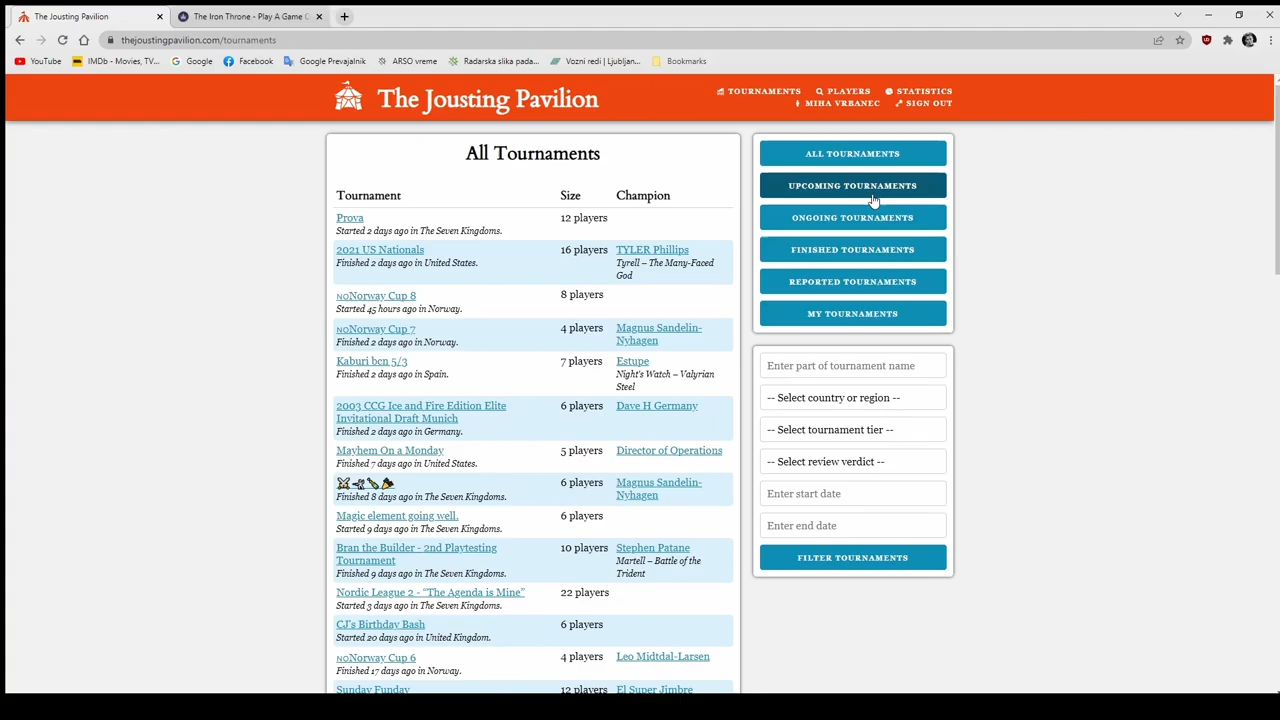 The Jousting Pavilion
The Iron Throne - Play A Game C
thejoustingpavilion.com/tournaments
YouTube
IMDb - Movies, TV...
Google
Facebook
Google Prevajalnik
ARSO vreme
Radarska slika pada...
Vozni redi | Ljubljan...
Bookmarks
The Jousting Pavilion
TOURNAMENTS PLAYERS STATISTICS
MIHA VRBANEC SIGN OUT
All Tournaments
Tournament Size Champion
Prova 12 players
Started 2 days ago in The Seven Kingdoms.
2021 US Nationals 16 players TYLER Phillips
Finished 2 days ago in United States. Tyrell – The Many-Faced
God
NONorway Cup 8 8 players
Started 45 hours ago in Norway.
NONorway Cup 7 4 players Magnus Sandelin-
Finished 2 days ago in Norway. Nyhagen
Kaburi bcn 5/3 7 players Estupe
Finished 2 days ago in Spain. Night's Watch – Valyrian
Steel
2003 CCG Ice and Fire Edition Elite 6 players Dave H Germany
Invitational Draft Munich
Finished 2 days ago in Germany.
Mayhem On a Monday 5 players Director of Operations
Finished 7 days ago in United States.
6 players Magnus Sandelin-
Finished 8 days ago in The Seven Kingdoms. Nyhagen
Magic element going well. 6 players
Started 9 days ago in The Seven Kingdoms.
Bran the Builder - 2nd Playtesting 10 players Stephen Patane
Tournament Martell – Battle of the
Finished 9 days ago in The Seven Kingdoms. Trident
Nordic League 2 - “The Agenda is Mine” 22 players
Started 3 days ago in The Seven Kingdoms.
CJ's Birthday Bash 6 players
Started 20 days ago in United Kingdom.
NONorway Cup 6 4 players Leo Midtdal-Larsen
Finished 17 days ago in Norway.
Sunday Funday 12 players El Super Jimbre
ALL TOURNAMENTS
UPCOMING TOURNAMENTS
ONGOING TOURNAMENTS
FINISHED TOURNAMENTS
REPORTED TOURNAMENTS
MY TOURNAMENTS
Enter part of tournament name
-- Select country or region --
-- Select tournament tier --
-- Select review verdict --
Enter start date
Enter end date
FILTER TOURNAMENTS